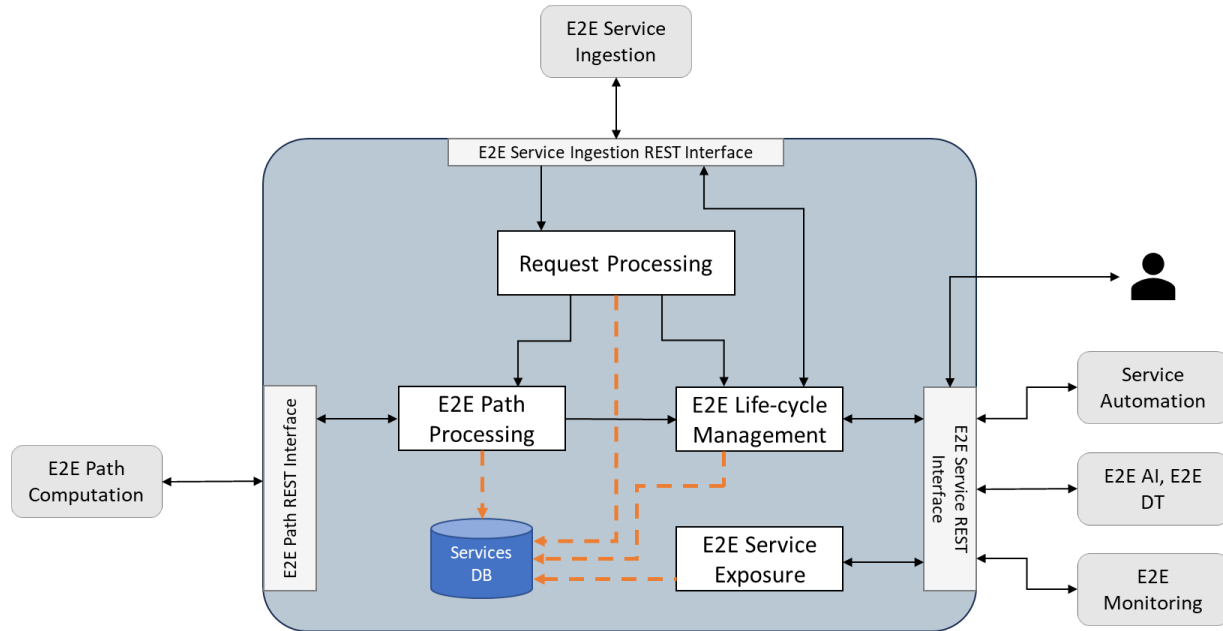 E2E Service
Ingestion
E2E Service Ingestion REST Interface
Request Processing
E2E Path REST Interface
E2E Path
Processing
E2E Life-cycle
Management
E2E Service REST
Interface
Service
Automation
E2E Path
Computation
E2E AI, E2E
DT
Services
DB
E2E Service
Exposure
E2E
Monitoring